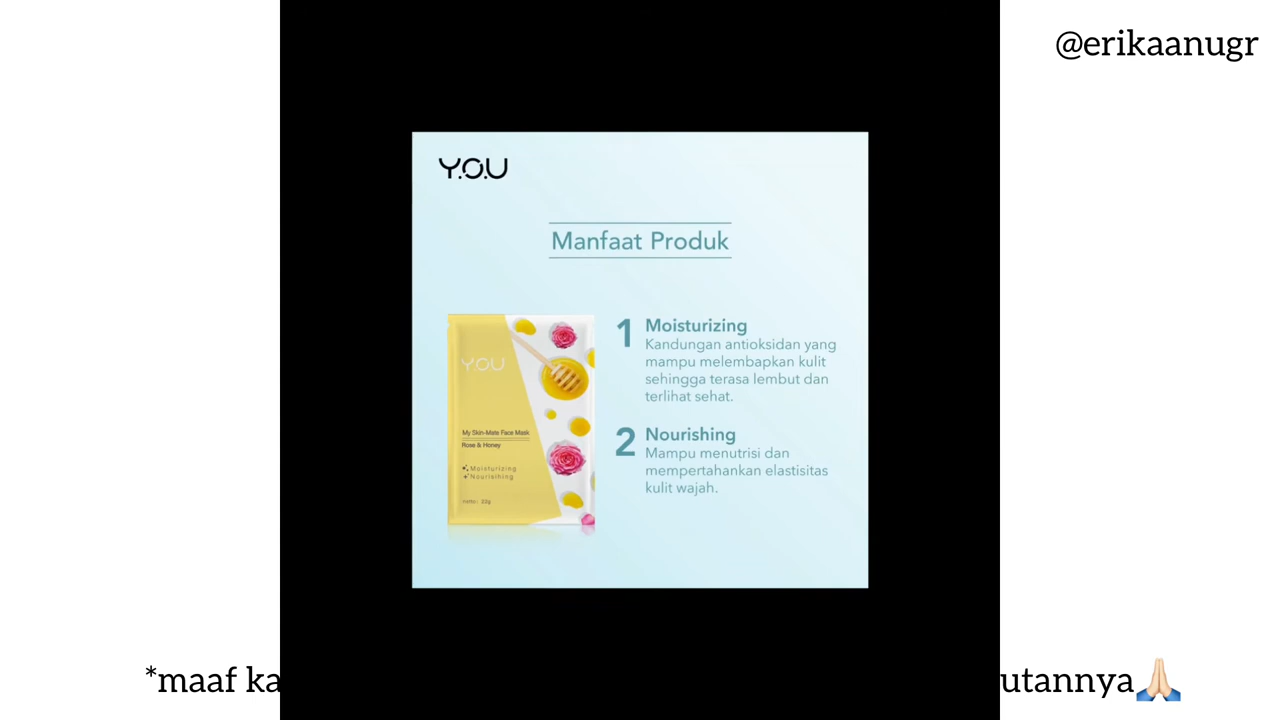 @erikaanugr
Y.O.U
Manfaat Produk
1 Moisturizing
Kandungan antioksidan yang
mampu melembapkan kulit
sehingga terasa lembut dan
terlihat sehat.
2 Nourishing
Mampu menutrisi dan
mempertahankan elastisitas
kulit wajah.
Y.O.U
My Skin-Mate Face Mask
Rose & Honey
Moisturizing
Nourishing
Netto: 23g
*maaf ka utannya🙏🏻